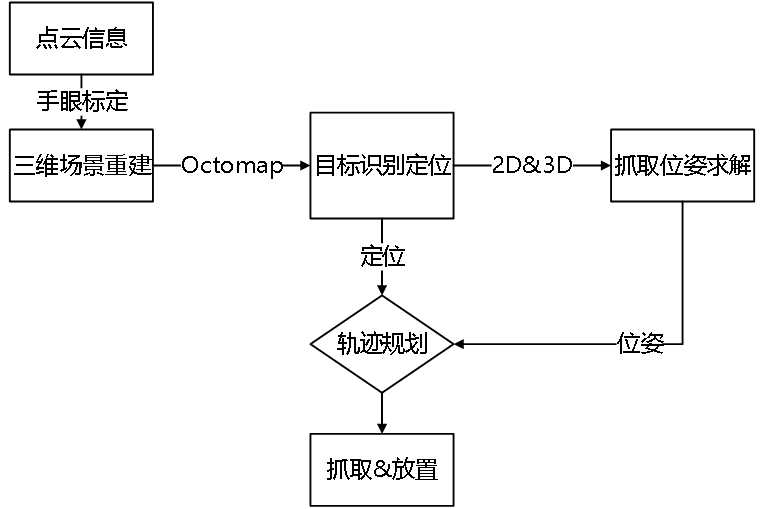 点云信息
手眼标定
三维场景重建
Octomap
目标识别定位
2D&3D
抓取位姿求解
定位
轨迹规划
位姿
抓取&放置